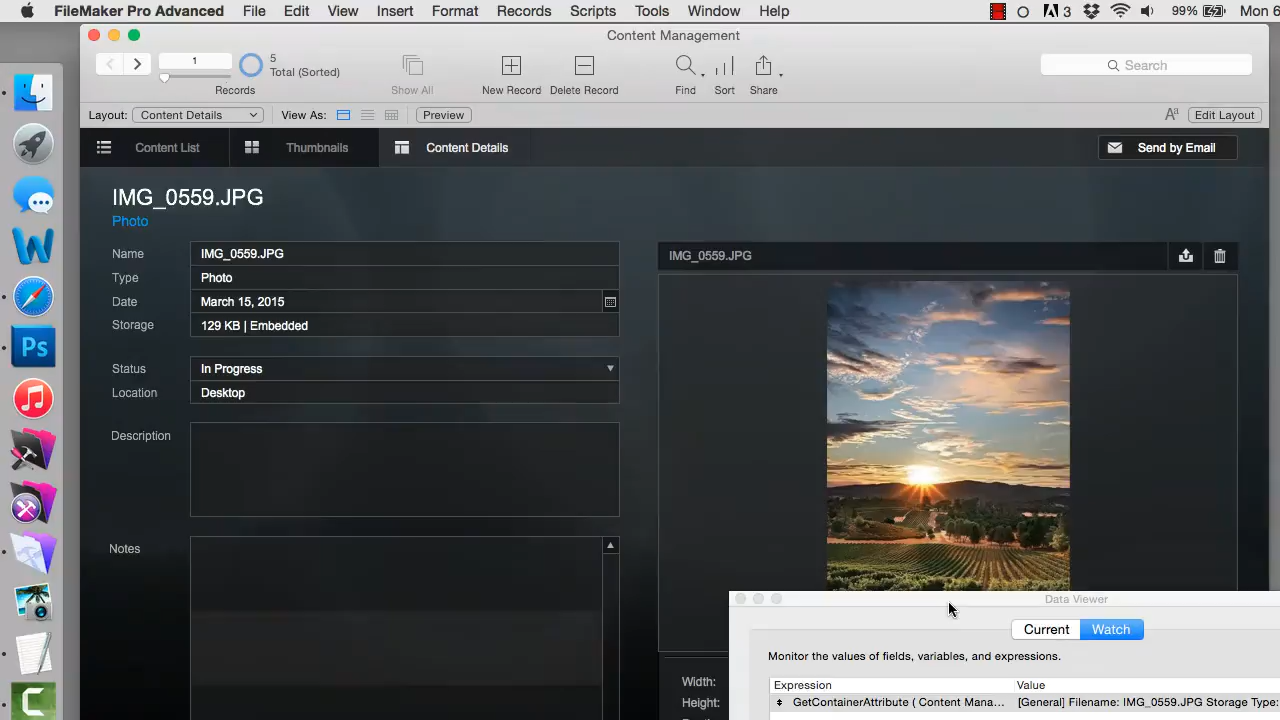 FileMaker Pro Advanced File Edit View Insert Format Records Scripts Tools Window Help 3 99% Mon 6
Content Management
1
5
Total (Sorted)
Search
Records Show All New Record Delete Record Find Sort Share
Layout: Content Details View As: Preview Aa Edit Layout
Content List Thumbnails Content Details Send by Email
IMG_0559.JPG
Photo
Name IMG_0559.JPG
IMG_0559.JPG
Type Photo
Date March 15, 2015
Storage 129 KB | Embedded
Status In Progress
Location Desktop
Description
Notes
W
Ps
Data Viewer
Current Watch
Monitor the values of fields, variables, and expressions.
Width:
Expression Value
Height:
GetContainerAttribute ( Content Mana... [General] Filename: IMG_0559.JPG Storage Type: